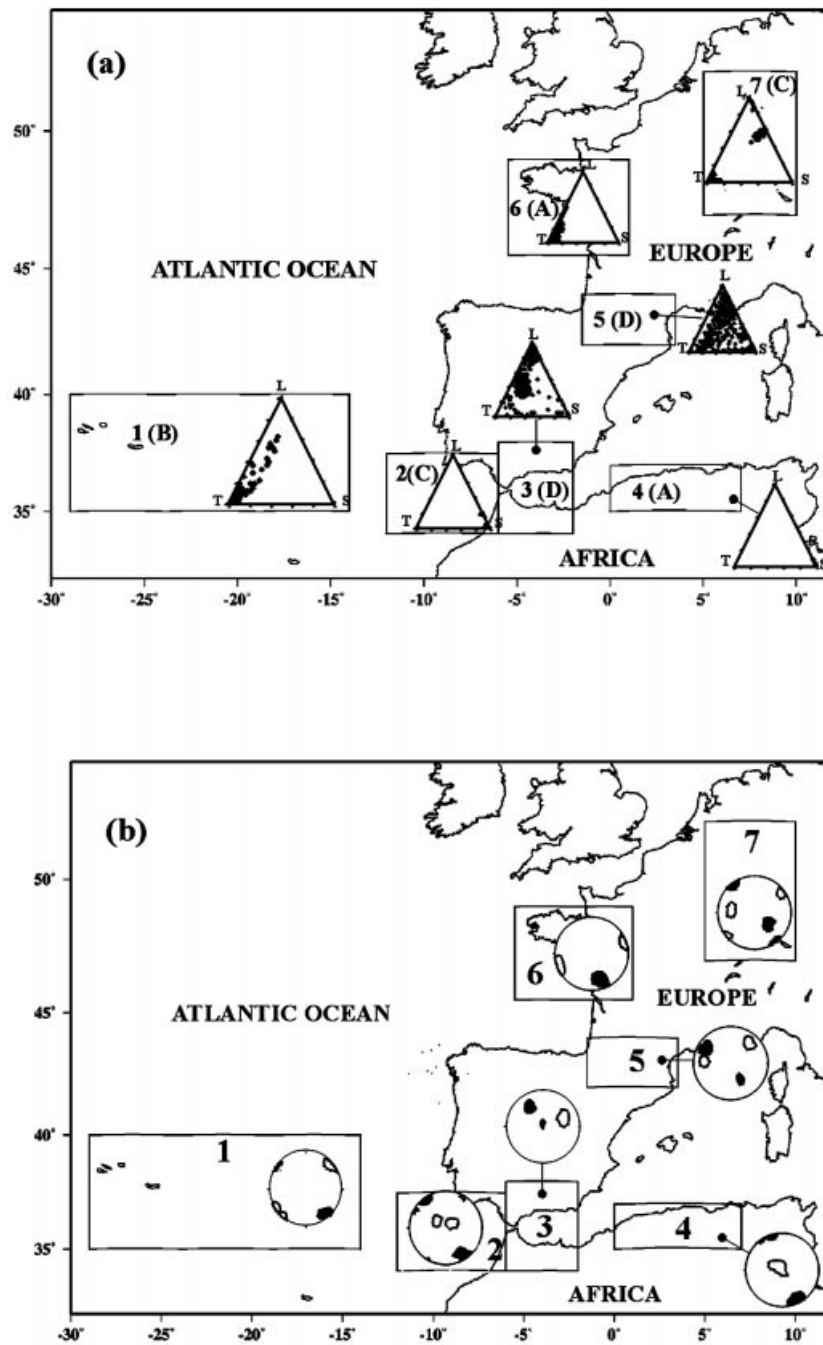 (a)
7 (C)
L
50°
T S
L
6 (A)
T S
EUROPE
45°
ATLANTIC OCEAN
L
5 (D)
L
T S
40°
L
1 (B)
T S
L
2(C)
3 (D)
4 (A)
L
35°
T S
T S
S
AFRICA
T S
-30° -25° -20° -15° -10° -5° 0° 5° 10°
(b)
7
50°
6
EUROPE
45°
ATLANTIC OCEAN
5
40°
1
2
3
4
35°
AFRICA
-30° -25° -20° -15° -10° -5° 0° 5° 10°